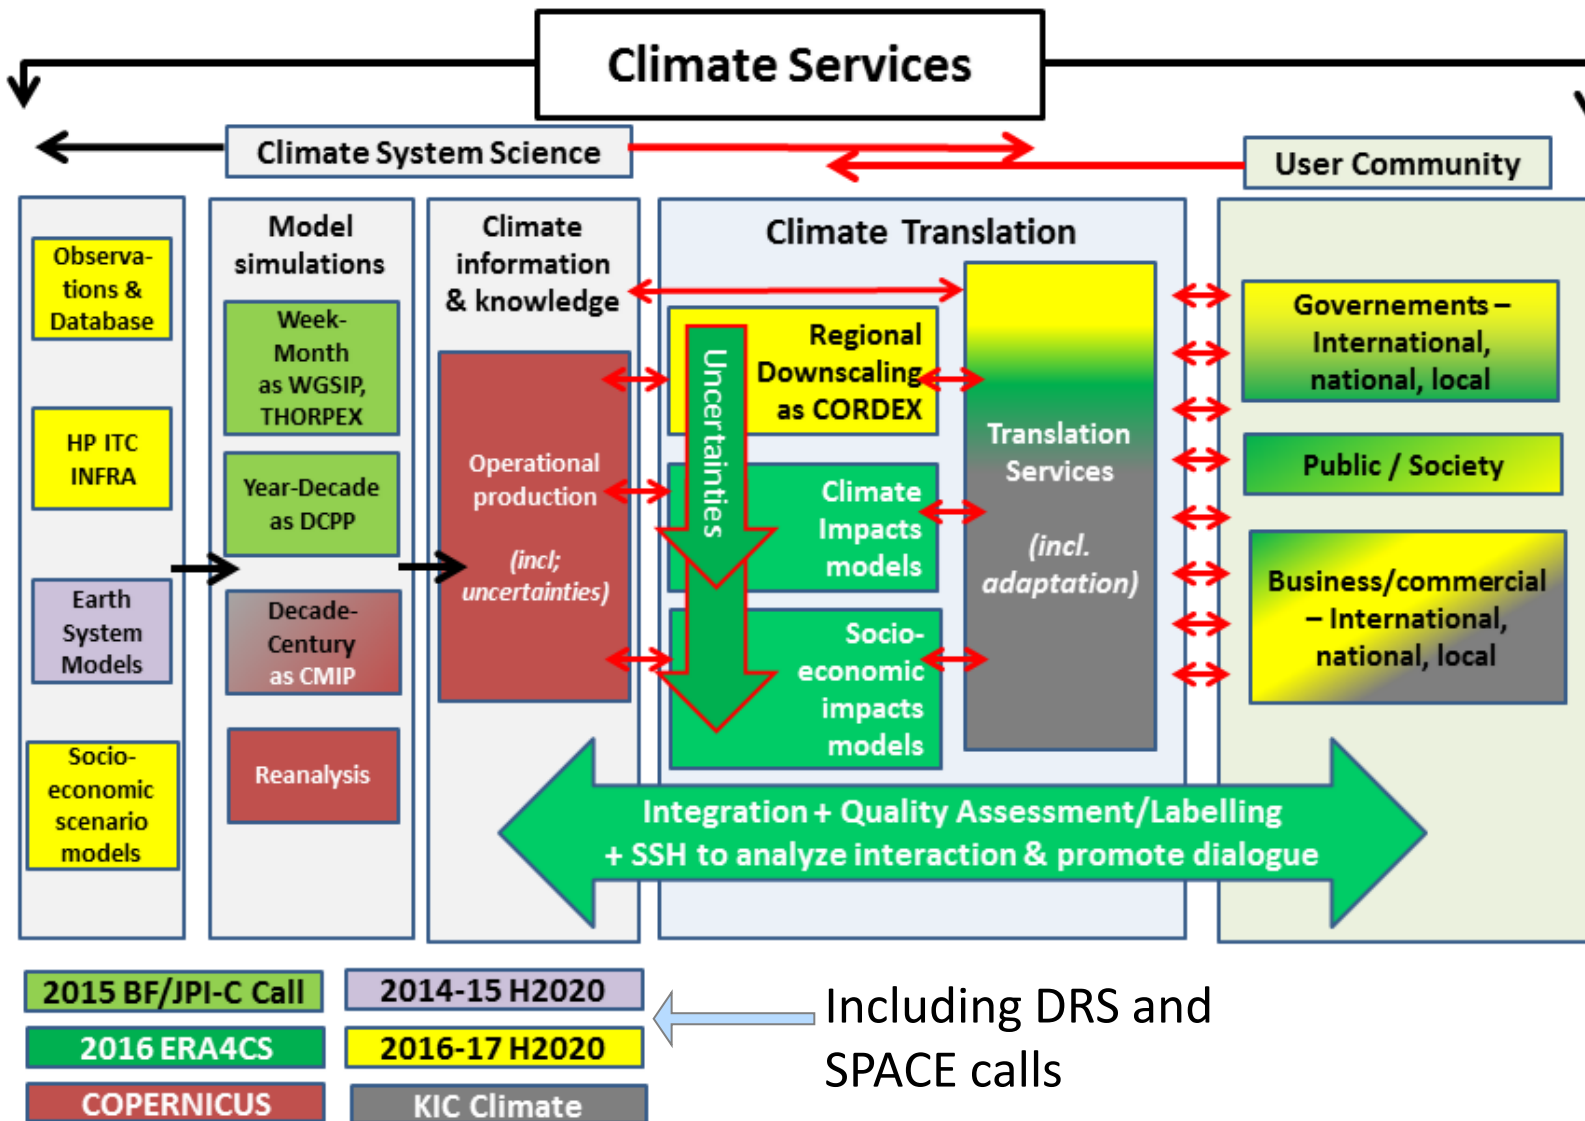 Climate Services
Climate System Science
User Community
Observa-
tions &
Database
HP ITC
INFRA
Earth
System
Models
Socio-
economic
scenario
models
Model
simulations
Week-
Month
as WGSIP,
THORPEX
Year-Decade
as DCPP
Decade-
Century
as CMIP
Reanalysis
Climate
information
& knowledge
Operational
production
(incl;
uncertainties)
Climate Translation
Uncertainties
Regional
Downscaling
as CORDEX
Climate
Impacts
models
Socio-
economic
impacts
models
Translation
Services
(incl.
adaptation)
Governements –
International,
national, local
Public / Society
Business/commercial
– International,
national, local
Integration + Quality Assessment/Labelling
+ SSH to analyze interaction & promote dialogue
2015 BF/JPI-C Call
2014-15 H2020
2016 ERA4CS
2016-17 H2020
COPERNICUS
KIC Climate
Including DRS and
SPACE calls